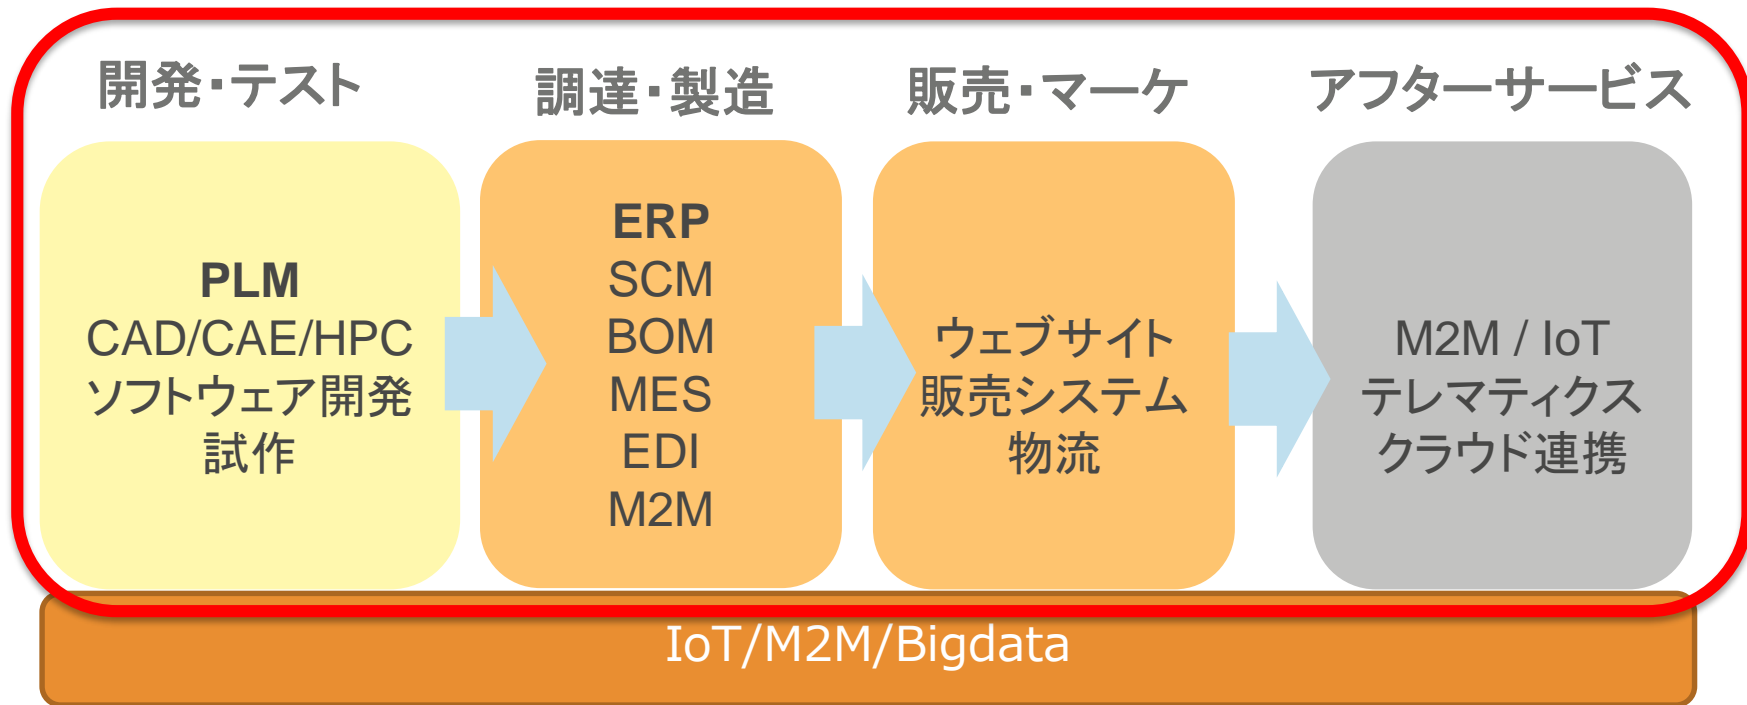 開発・テスト
調達・製造
販売・マーケ
アフターサービス
PLM
CAD/CAE/HPC
ソフトウェア開発
試作
ERP
SCM
BOM
MES
EDI
M2M
ウェブサイト
販売システム
物流
M2M / IoT
テレマティクス
クラウド連携
IoT/M2M/Bigdata